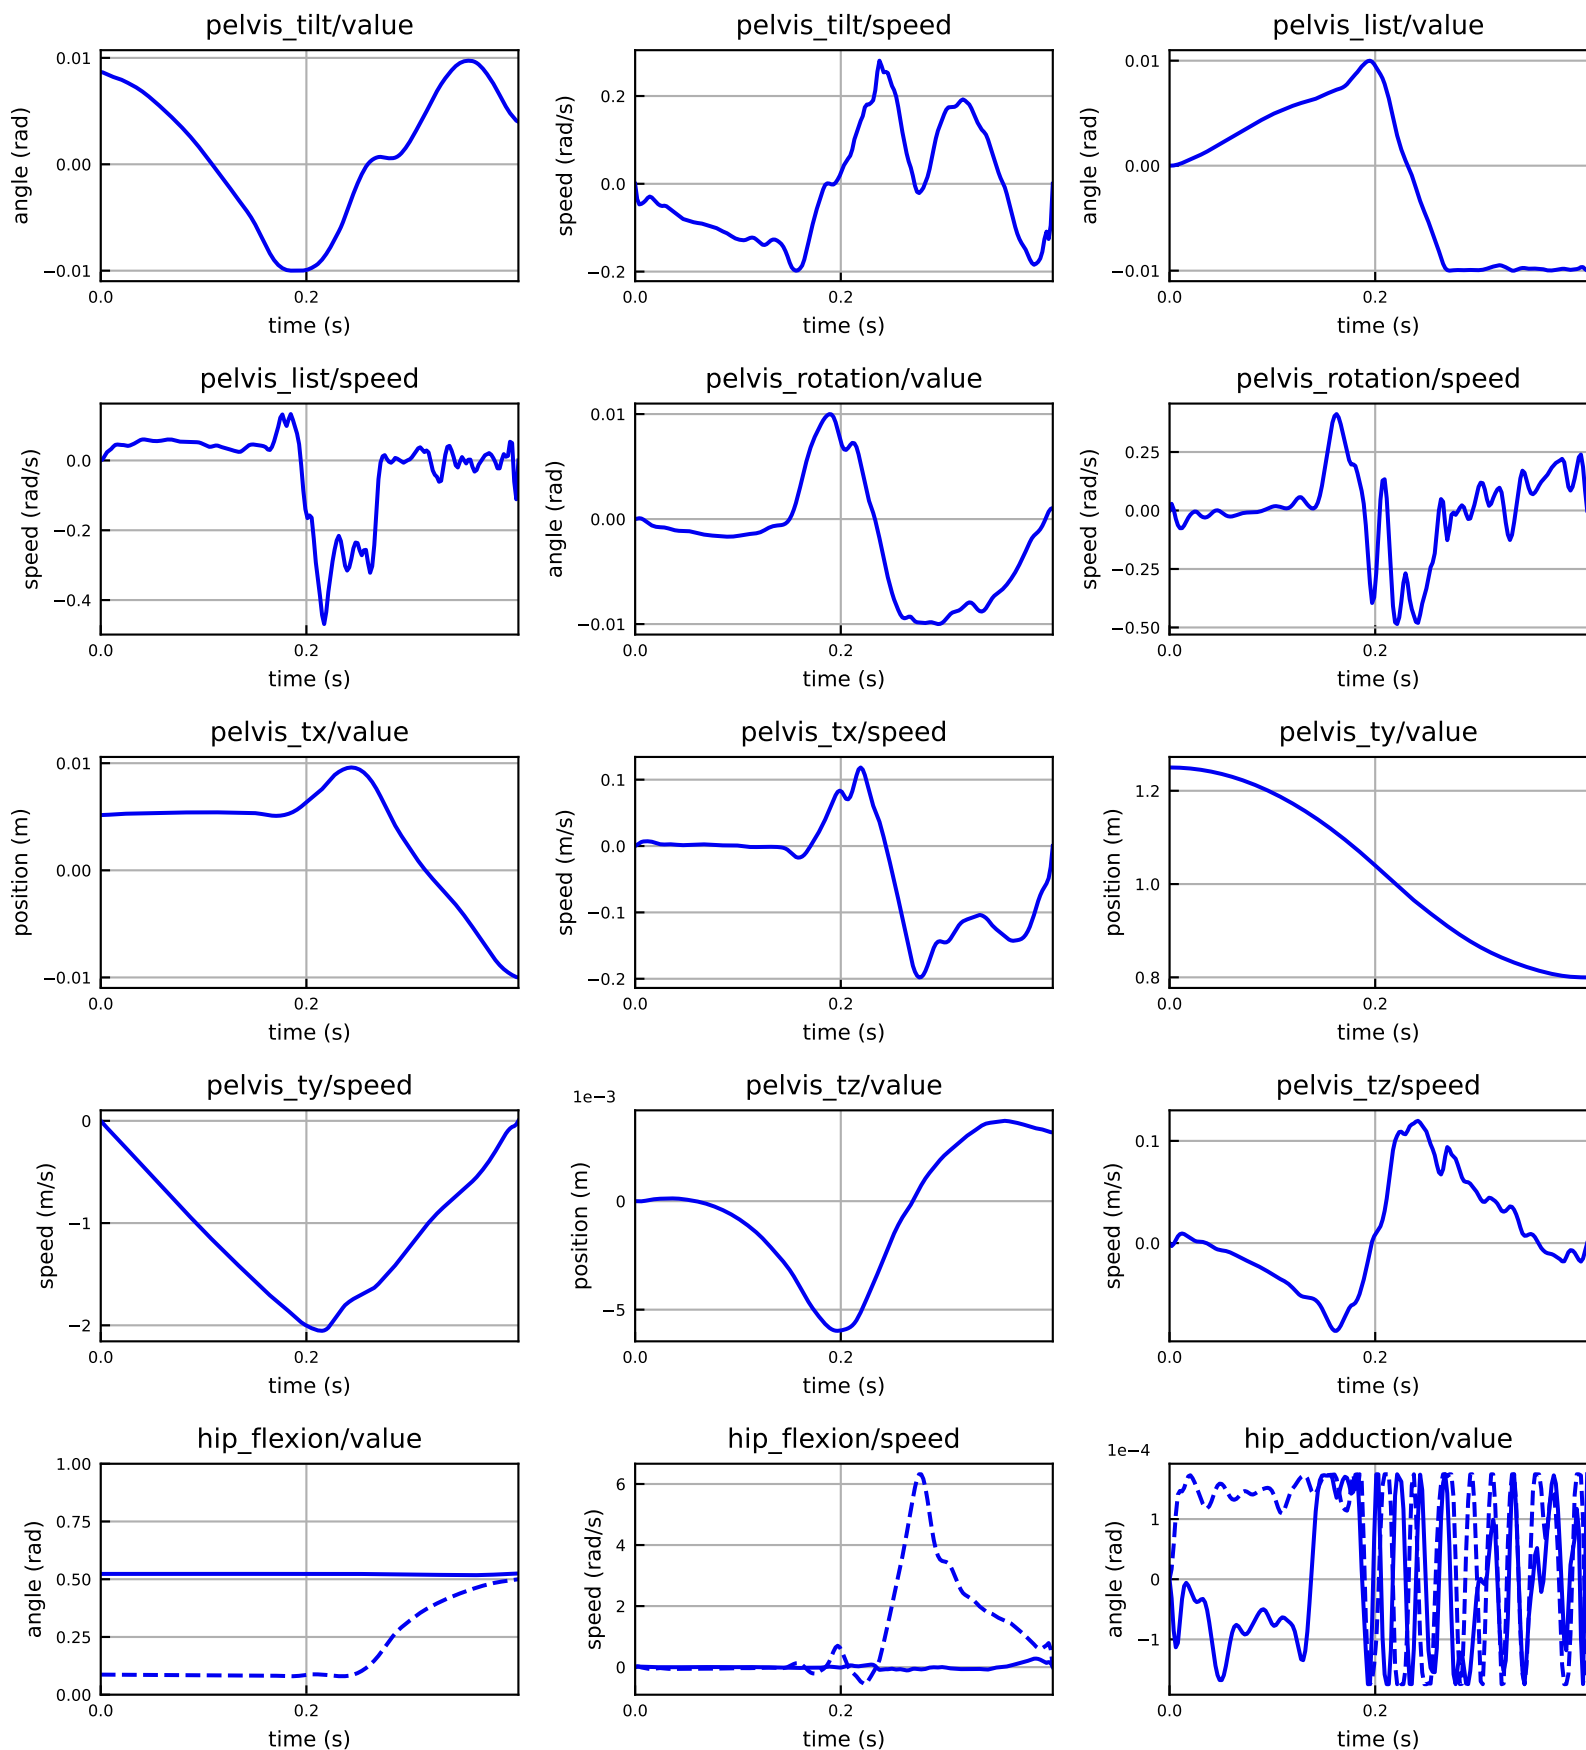 pelvis_tilt/value
pelvis_tilt/speed
pelvis_list/value
angle (rad)
0.01
0.00
−0.01
0.0
0.2
time (s)
speed (rad/s)
0.2
0.0
−0.2
0.0
0.2
time (s)
angle (rad)
0.01
0.00
−0.01
0.0
0.2
time (s)
pelvis_list/speed
pelvis_rotation/value
pelvis_rotation/speed
speed (rad/s)
0.0
−0.2
−0.4
0.0
0.2
time (s)
angle (rad)
0.01
0.00
−0.01
0.0
0.2
time (s)
speed (rad/s)
0.25
0.00
−0.25
−0.50
0.0
0.2
time (s)
pelvis_tx/value
pelvis_tx/speed
pelvis_ty/value
position (m)
0.01
0.00
−0.01
0.0
0.2
time (s)
speed (m/s)
0.1
0.0
−0.1
−0.2
0.0
0.2
time (s)
position (m)
1.2
1.0
0.8
0.0
0.2
time (s)
pelvis_ty/speed
pelvis_tz/value
pelvis_tz/speed
speed (m/s)
0
−1
−2
0.0
0.2
time (s)
1e−3
position (m)
0
−5
0.0
0.2
time (s)
speed (m/s)
0.1
0.0
0.0
0.2
time (s)
hip_flexion/value
hip_flexion/speed
hip_adduction/value
angle (rad)
1.00
0.75
0.50
0.25
0.00
0.0
0.2
time (s)
speed (rad/s)
6
4
2
0
0.0
0.2
time (s)
1e−4
angle (rad)
1
0
−1
0.0
0.2
time (s)